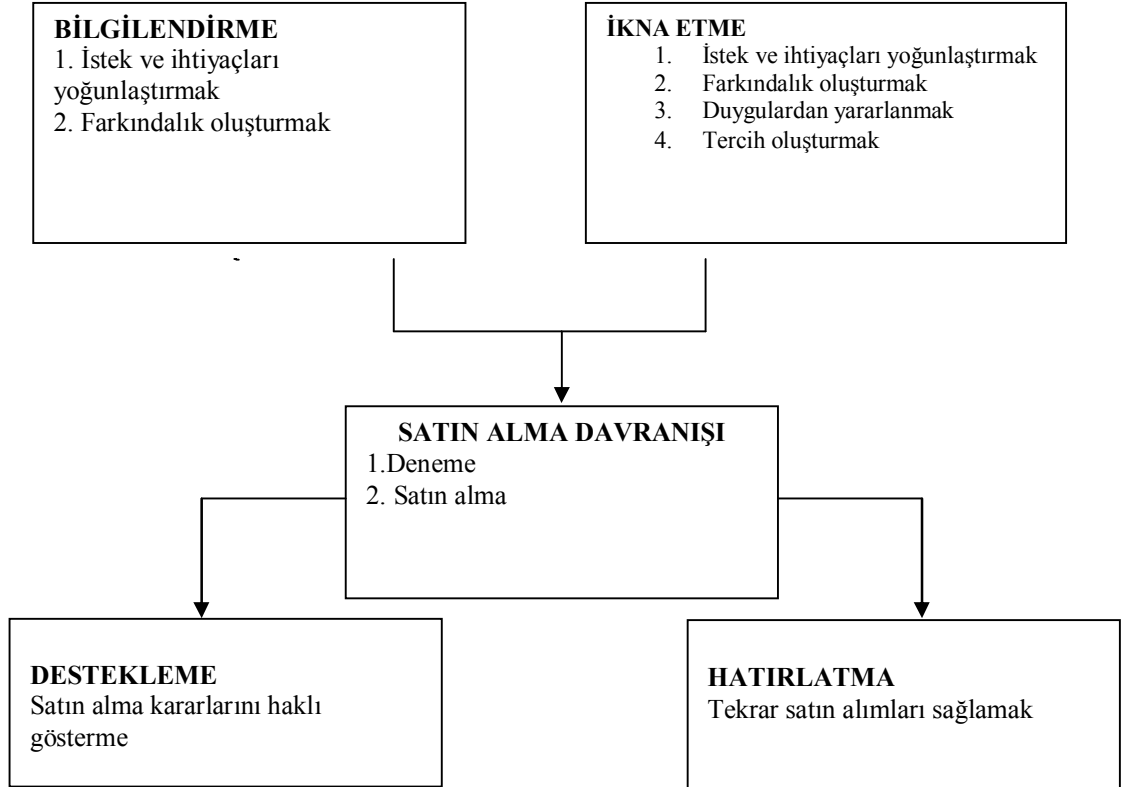 BİLGİLENDİRME
1. İstek ve ihtiyaçları
yoğunlaştırmak
2. Farkındalık oluşturmak
İKNA ETME
1. İstek ve ihtiyaçları yoğunlaştırmak
2. Farkındalık oluşturmak
3. Duygulardan yararlanmak
4. Tercih oluşturmak
SATIN ALMA DAVRANIŞI
1.Deneme
2. Satın alma
DESTEKLEME
Satın alma kararlarını haklı
gösterme
HATIRLATMA
Tekrar satın alımları sağlamak